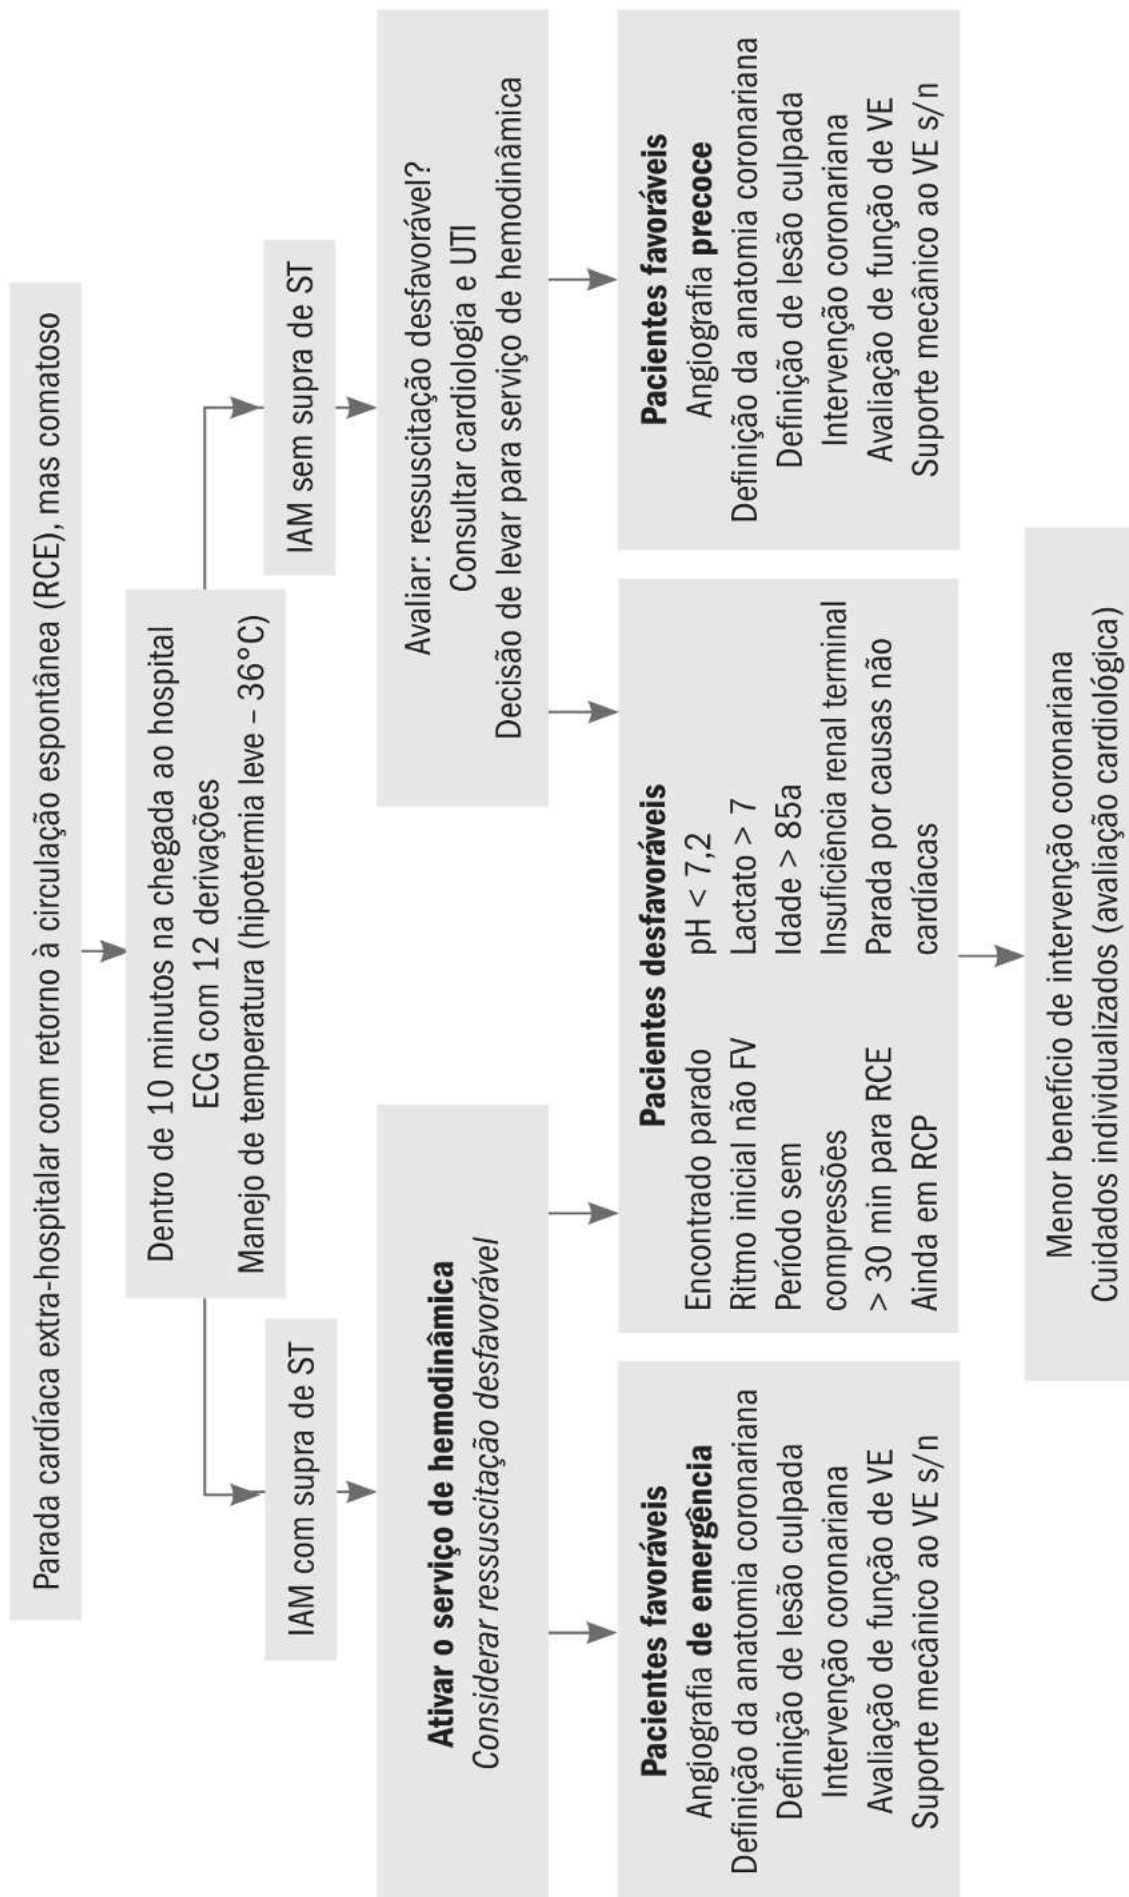 Parada cardíaca extra-hospitalar com retorno à circulação espontânea (RCE), mas comatoso
Dentro de 10 minutos na chegada ao hospital
ECG com 12 derivações
Manejo de temperatura (hipotermia leve – 36°C)
IAM com supra de ST
IAM sem supra de ST
Ativar o serviço de hemodinâmica
Considerar ressuscitação desfavorável
Avaliar: ressuscitação desfavorável?
Consultar cardiologia e UTI
Decisão de levar para serviço de hemodinâmica
Pacientes favoráveis
Angiografia de emergência
Definição da anatomia coronariana
Definição de lesão culpada
Intervenção coronariana
Avaliação de função de VE
Suporte mecânico ao VE s/n
Pacientes desfavoráveis
Encontrado parado
Ritmo inicial não FV
Período sem
compressões
> 30 min para RCE
Ainda em RCP
pH < 7,2
Lactato > 7
Idade > 85a
Insuficiência renal terminal
Parada por causas não
cardíacas
Pacientes favoráveis
Angiografia precoce
Definição da anatomia coronariana
Definição de lesão culpada
Intervenção coronariana
Avaliação de função de VE
Suporte mecânico ao VE s/n
Menor benefício de intervenção coronariana
Cuidados individualizados (avaliação cardiológica)